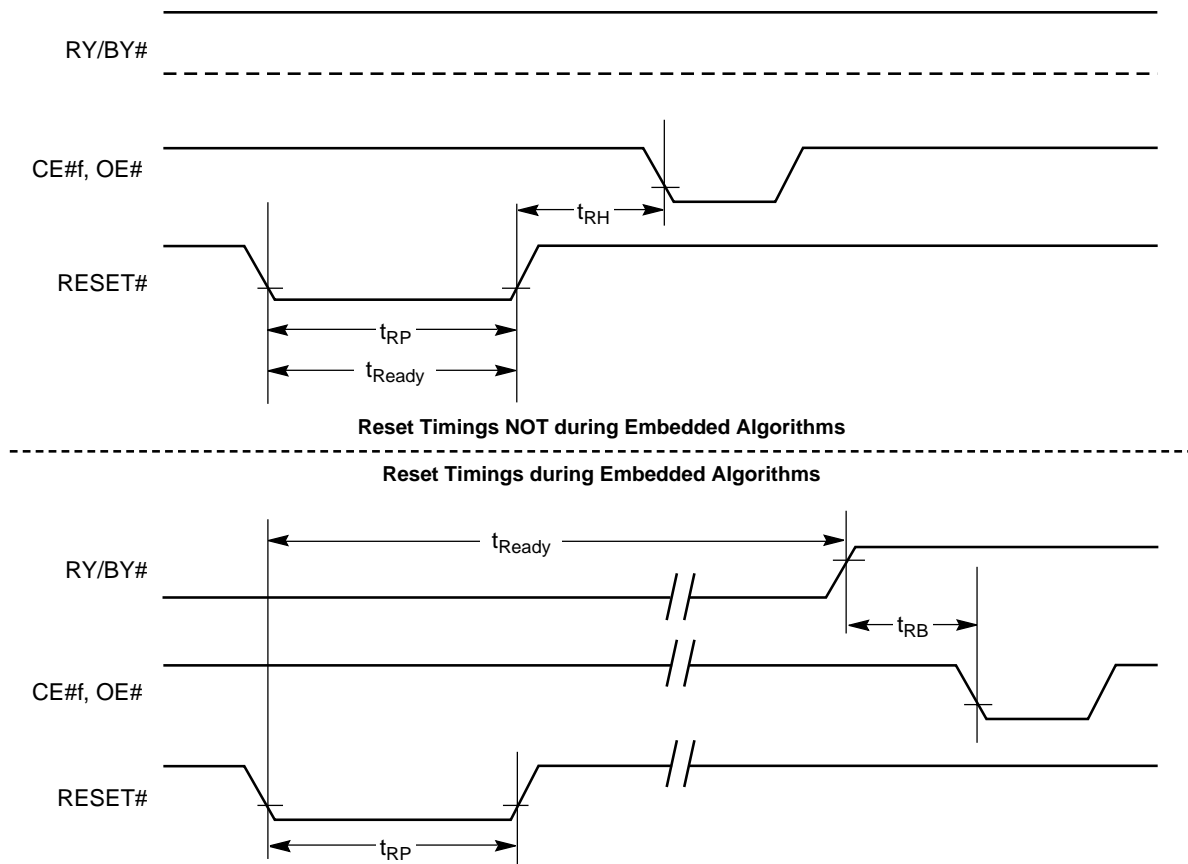 RY/BY#
CE#f, OE#
tRH
RESET#
tRP
tReady
Reset Timings NOT during Embedded Algorithms
Reset Timings during Embedded Algorithms
tReady
RY/BY#
tRB
CE#f, OE#
RESET#
tRP